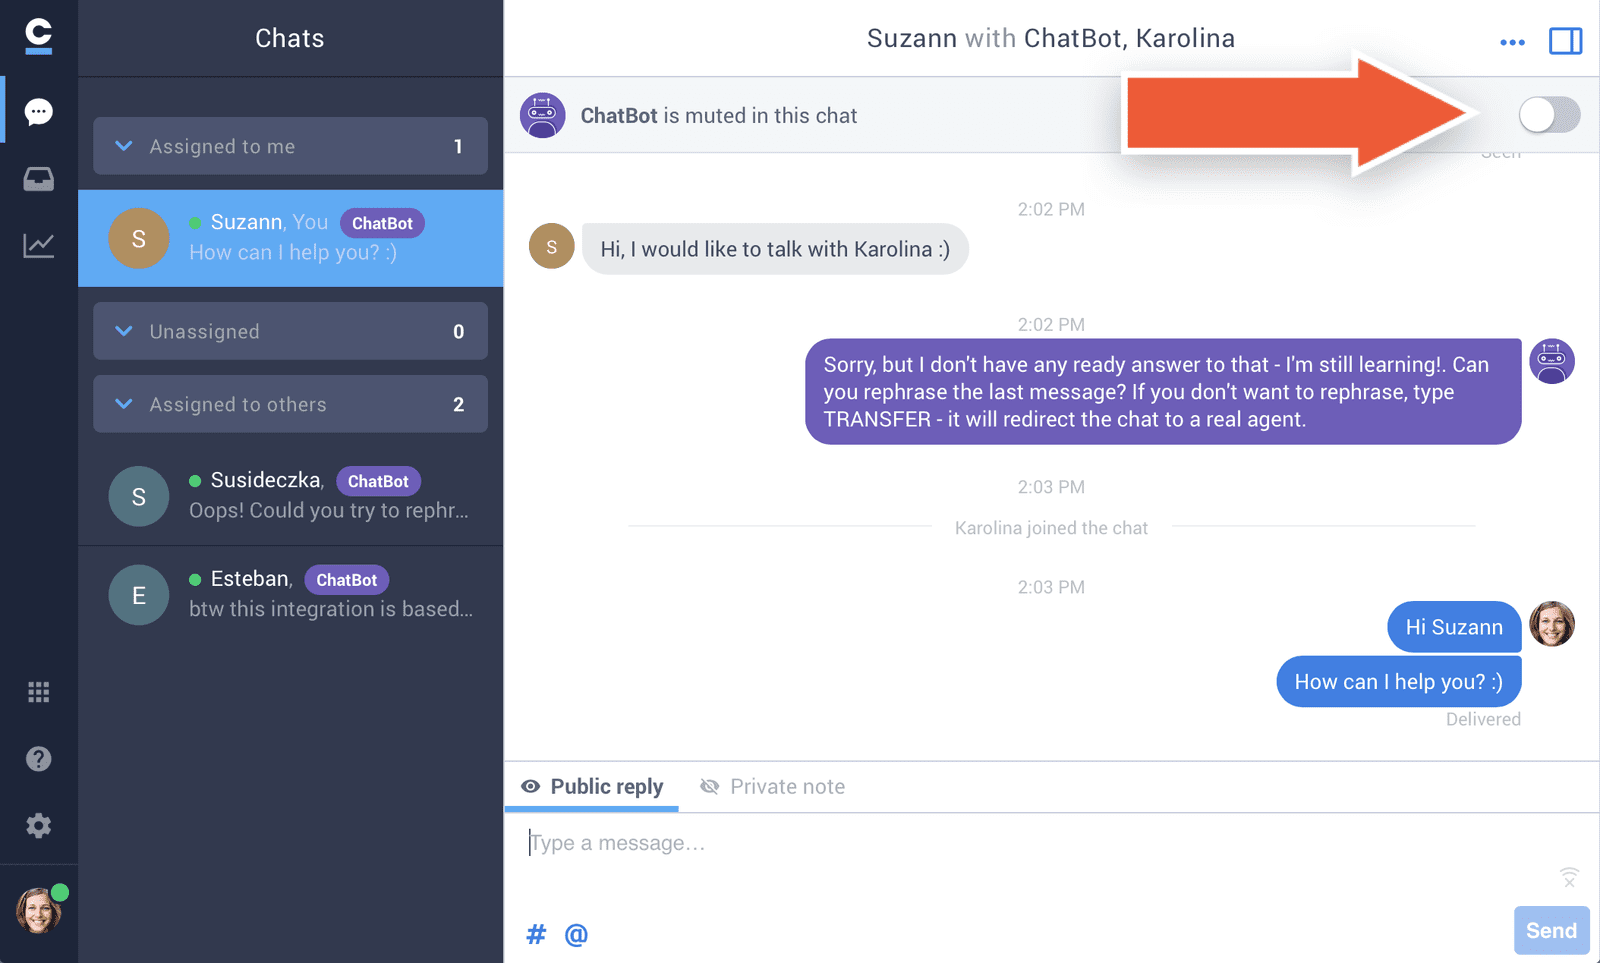 C
Chats
Assigned to me 1
S
Suzann, You ChatBot
How can I help you? :)
Unassigned 0
Assigned to others 2
S
Susideczka, ChatBot
Oops! Could you try to rephr...
E
Esteban, ChatBot
btw this integration is based...
Suzann with ChatBot, Karolina
ChatBot is muted in this chat
Seen
2:02 PM
S
Hi, I would like to talk with Karolina :)
2:02 PM
Sorry, but I don't have any ready answer to that - I'm still learning!. Can
you rephrase the last message? If you don't want to rephrase, type
TRANSFER - it will redirect the chat to a real agent.
2:03 PM
Karolina joined the chat
2:03 PM
Hi Suzann
How can I help you? :)
Delivered
Public reply Private note
Type a message...
# @
Send